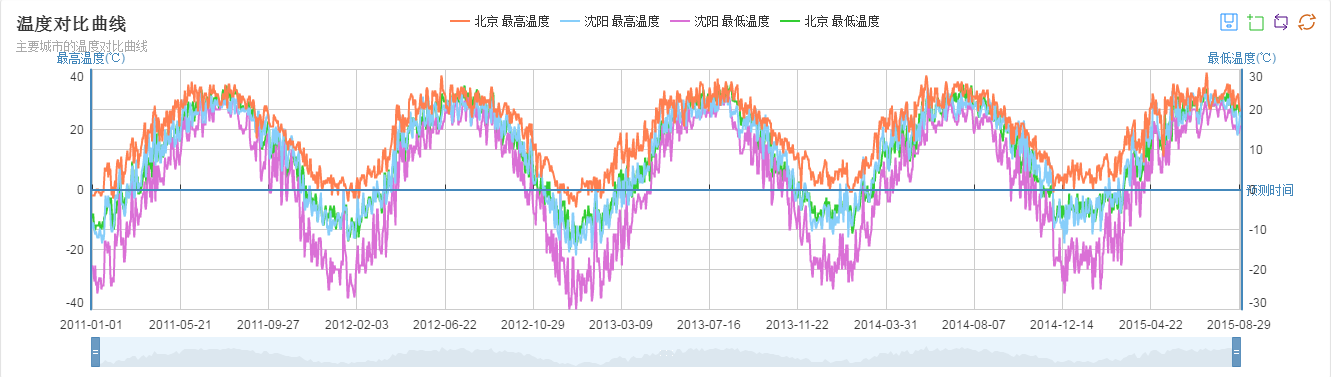 温度对比曲线
主要城市的温度对比曲线
北京 最高温度 沈阳 最高温度 沈阳 最低温度 北京 最低温度
最高温度(℃) 最低温度(℃)
40 30
20 20
10
0 预测时间
-10
-20 -20
-40 -30
2011-01-01 2011-05-21 2011-09-27 2012-02-03 2012-06-22 2012-10-29 2013-03-09 2013-07-16 2013-11-22 2014-03-31 2014-08-07 2014-12-14 2015-04-22 2015-08-29